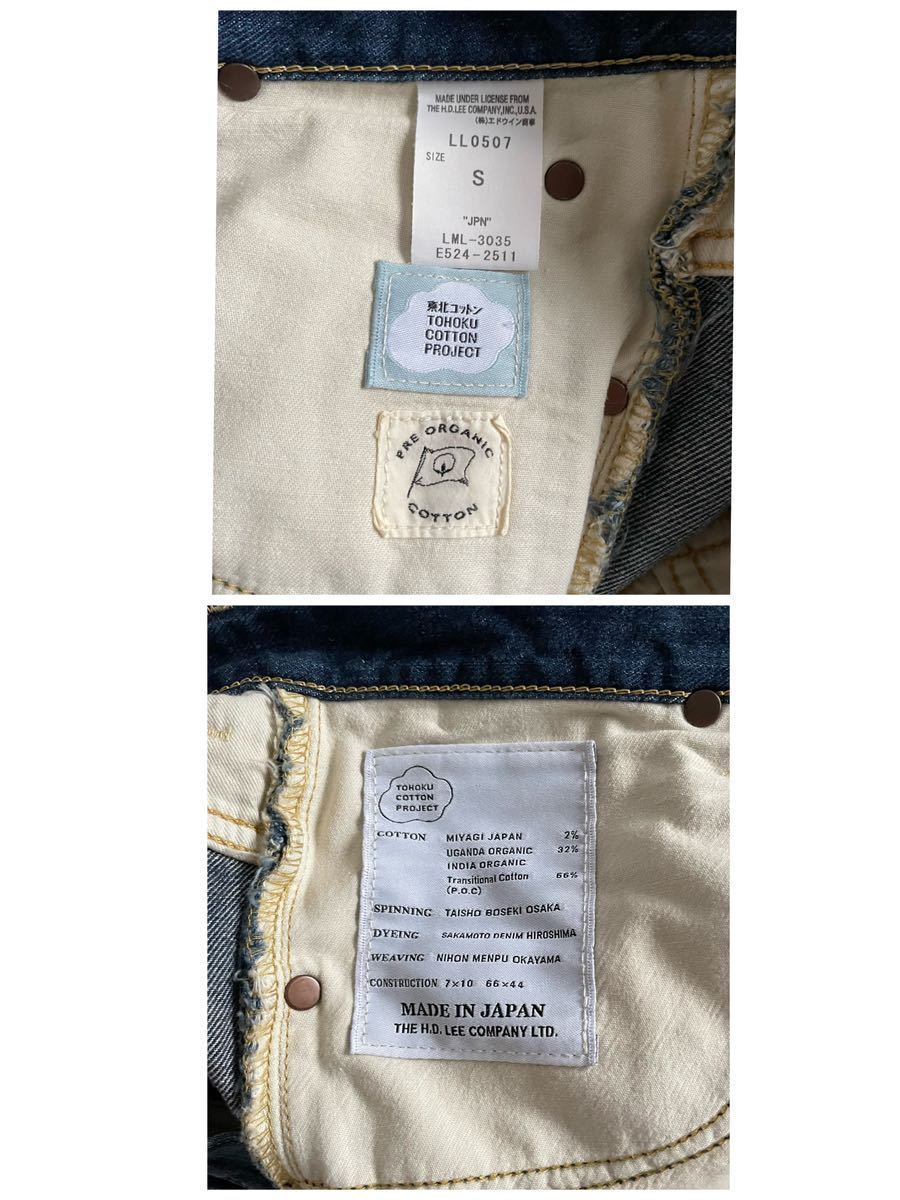 MADE UNDER LICENSE FROM
THE H.D.LEE COMPANY,INC.,U.S.A.
(株)エドウイン商事
LL0507
SIZE
S
"JPN"
LML-3035
E524-2511
東北コットン
TOHOKU
COTTON
PROJECT
PRE ORGANIC
COTTON
TOHOKU
COTTON
PROJECT
COTTON MIYAGI JAPAN 2%
UGANDA ORGANIC 32%
INDIA ORGANIC
Transitional Cotton 66%
(P.O.C)
SPINNING TAISHO BOSEKI OSAKA
DYEING SAKAMOTO DENIM HIROSHIMA
WEAVING NIHON MENPU OKAYAMA
CONSTRUCTION 7×10 66×44
MADE IN JAPAN
THE H.D. LEE COMPANY LTD.